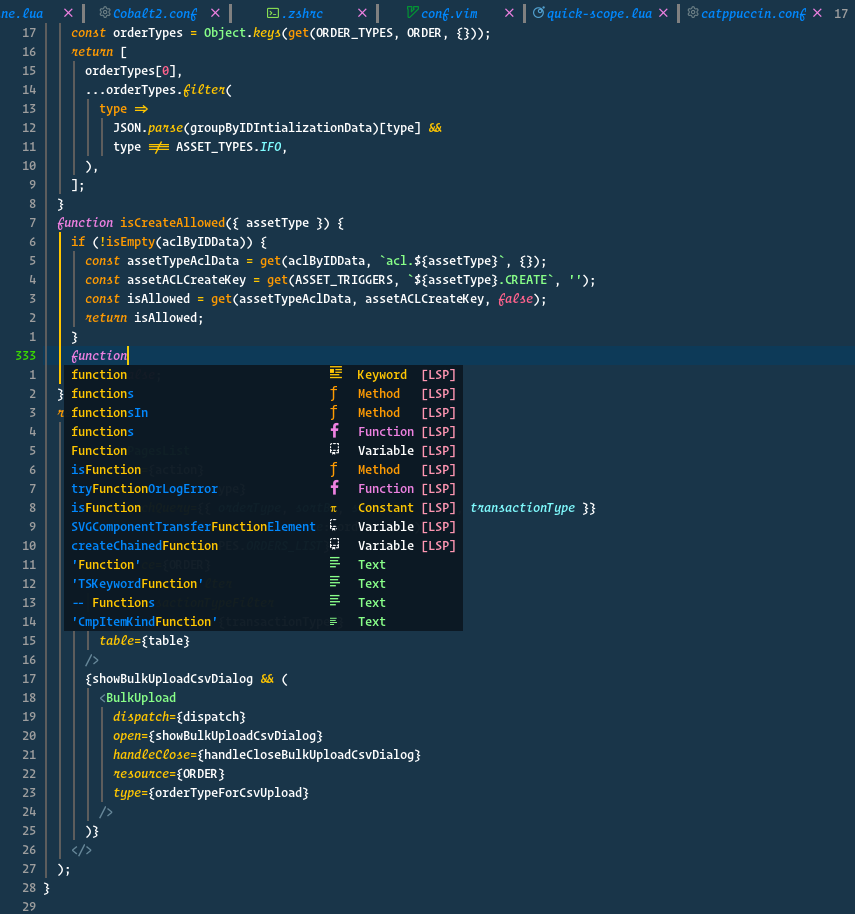 ne.lua Cobalt2.conf .zshrc conf.vim quick-scope.lua catppuccin.conf 17
17 const orderTypes = Object.keys(get(ORDER_TYPES, ORDER, {}));
16 return [
15 orderTypes[0],
14 ...orderTypes.filter(
13 type =>
12 JSON.parse(groupByIDIntializationData)[type] &&
11 type !== ASSET_TYPES.IFO,
10 ),
9 ];
8 }
7 function isCreateAllowed({ assetType }) {
6 if (!isEmpty(aclByIDData)) {
5 const assetTypeAclData = get(aclByIDData, `acl.${assetType}`, {});
4 const assetACLCreateKey = get(ASSET_TRIGGERS, `${assetType}.CREATE`, '');
3 const isAllowed = get(assetTypeAclData, assetACLCreateKey, false);
2 return isAllowed;
1 }
333 function
1 function Keyword [LSP]
2 } functions Method [LSP]
3 functionsIn Method [LSP]
4 functions Function [LSP]
5 Function Variable [LSP]
6 isFunction Method [LSP]
7 tryFunctionOrLogError Function [LSP]
8 isFunction π Constant [LSP] transactionType }}
9 SVGComponentTransferFunctionElement Variable [LSP]
10 createChainedFunction Variable [LSP]
11 'Function' Text
12 'TSKeywordFunction' Text
13 -- Functions Text
14 'CmpItemKindFunction' Text
15 table={table}
16 />
17 {showBulkUploadCsvDialog && (
18 <BulkUpload
19 dispatch={dispatch}
20 open={showBulkUploadCsvDialog}
21 handleClose={handleCloseBulkUploadCsvDialog}
22 resource={ORDER}
23 type={orderTypeForCsvUpload}
24 />
25 )}
26 </>
27 );
28 }
29